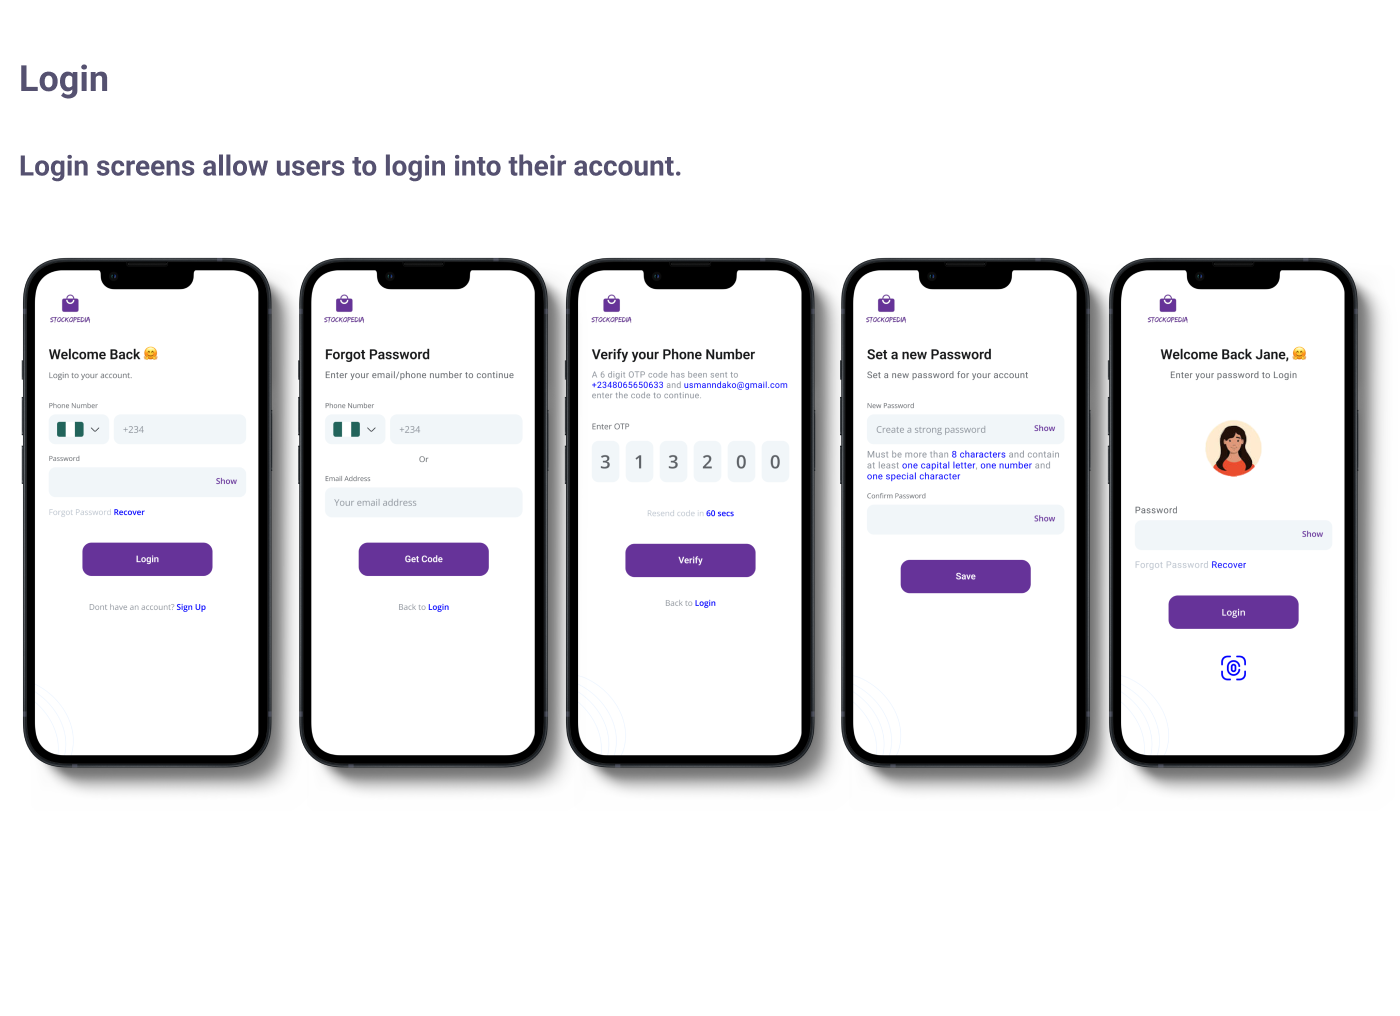 Login
Login screens allow users to login into their account.
STOCKOPEDIA
Welcome Back
Login to your account.
Phone Number
+234
Password
Show
Forgot Password Recover
Login
Dont have an account? Sign Up
STOCKOPEDIA
Forgot Password
Enter your email/phone number to continue
Phone Number
+234
Or
Email Address
Your email address
Get Code
Back to Login
STOCKOPEDIA
Verify your Phone Number
A 6 digit OTP code has been sent to
+2348065650633 and usmanndako@gmail.com
enter the code to continue.
Enter OTP
3 1 3 2 0 0
Resend code in 60 secs
Verify
Back to Login
STOCKOPEDIA
Set a new Password
Set a new password for your account
New Password
Create a strong password Show
Must be more than 8 characters and contain
at least one capital letter, one number and
one special character
Confirm Password
Show
Save
STOCKOPEDIA
Welcome Back Jane,
Enter your password to Login
Password
Show
Forgot Password Recover
Login